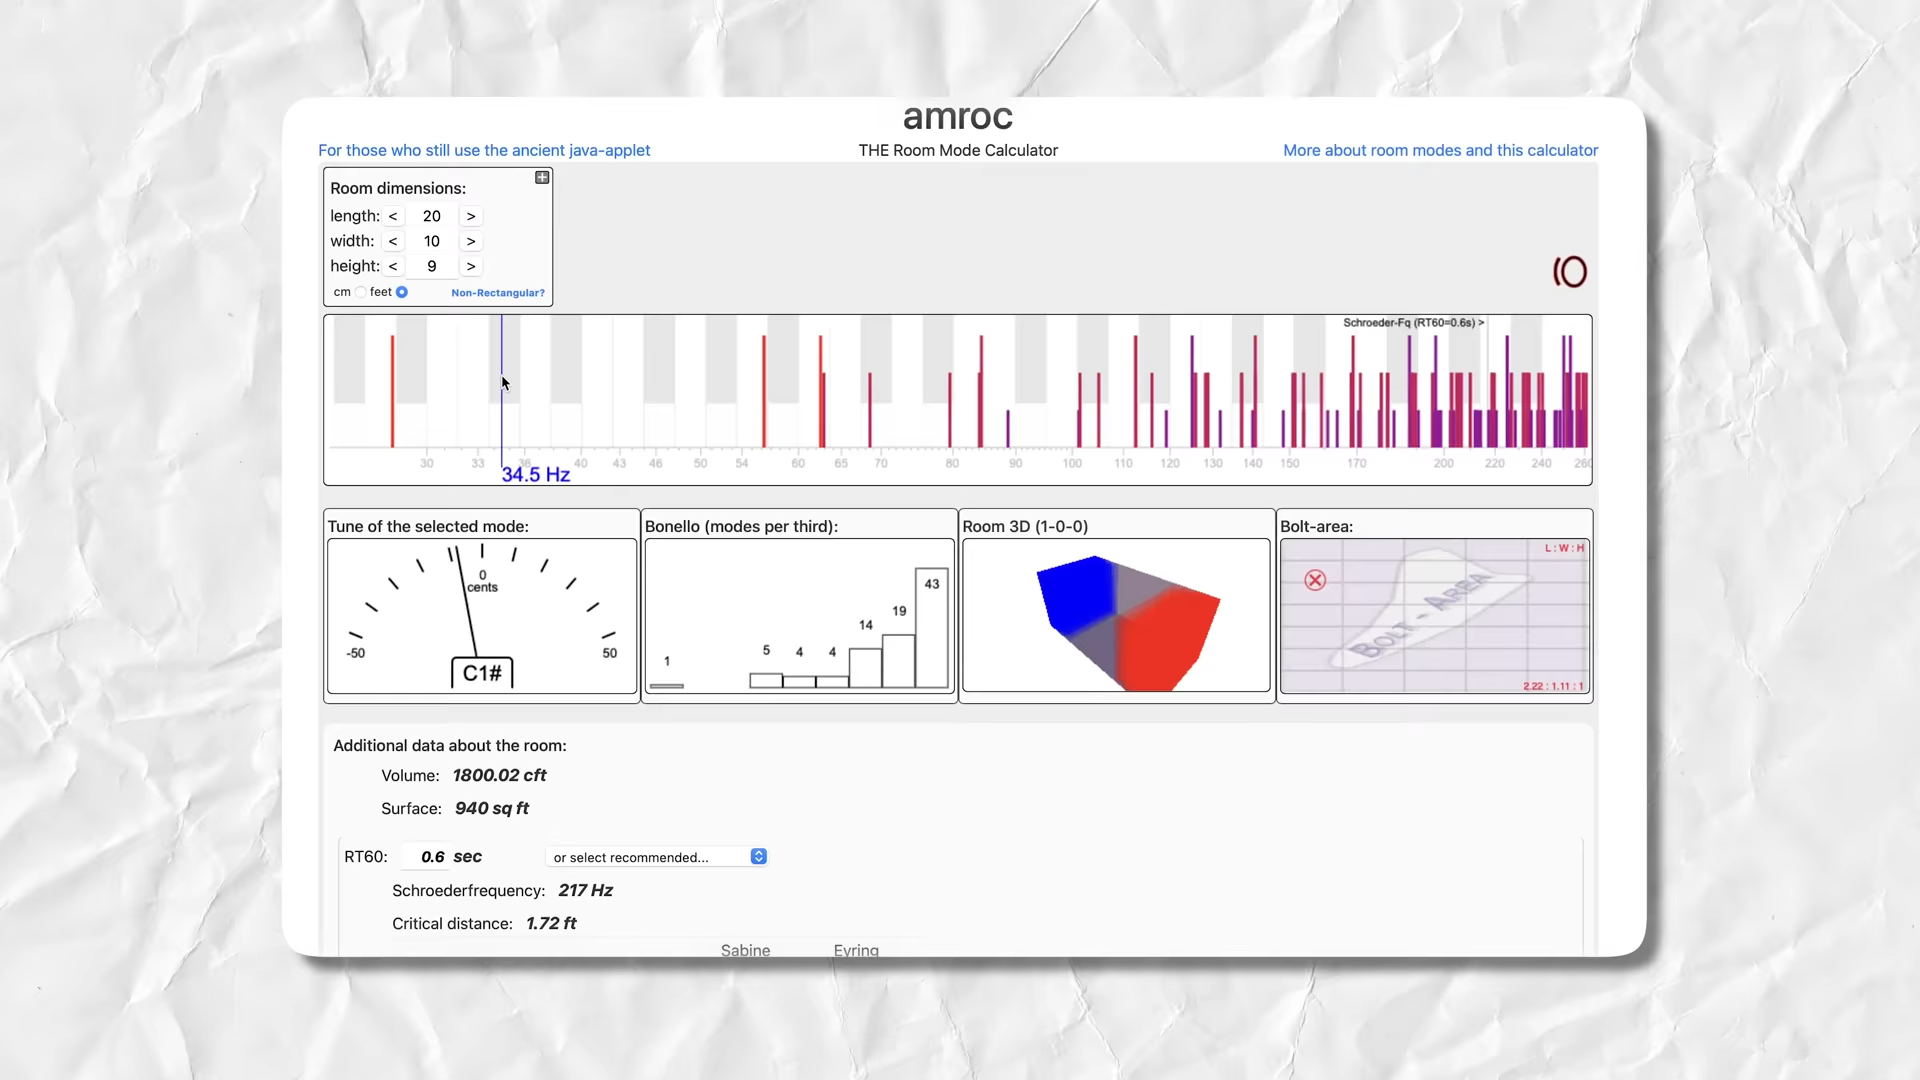 amroc
For those who still use the ancient java-applet
THE Room Mode Calculator
More about room modes and this calculator
Room dimensions:
length: < 20 >
width: < 10 >
height: < 9 >
cm feet Non-Rectangular?
Schroeder-Fq (RT60=0.6s) >
30 33 36 40 43 46 50 54 60 65 70 80 90 100 110 120 130 140 150 170 200 220 240 260
34.5 Hz
Tune of the selected mode:
0
cents
-50 50
C1#
Bonello (modes per third):
1 5 4 4 14 19 43
Room 3D (1-0-0)
Bolt-area:
L:W:H
BOLT - AREA
2.22 : 1.11 : 1
Additional data about the room:
Volume: 1800.02 cft
Surface: 940 sq ft
RT60: 0.6 sec or select recommended...
Schroederfrequency: 217 Hz
Critical distance: 1.72 ft
Sabine Eyring